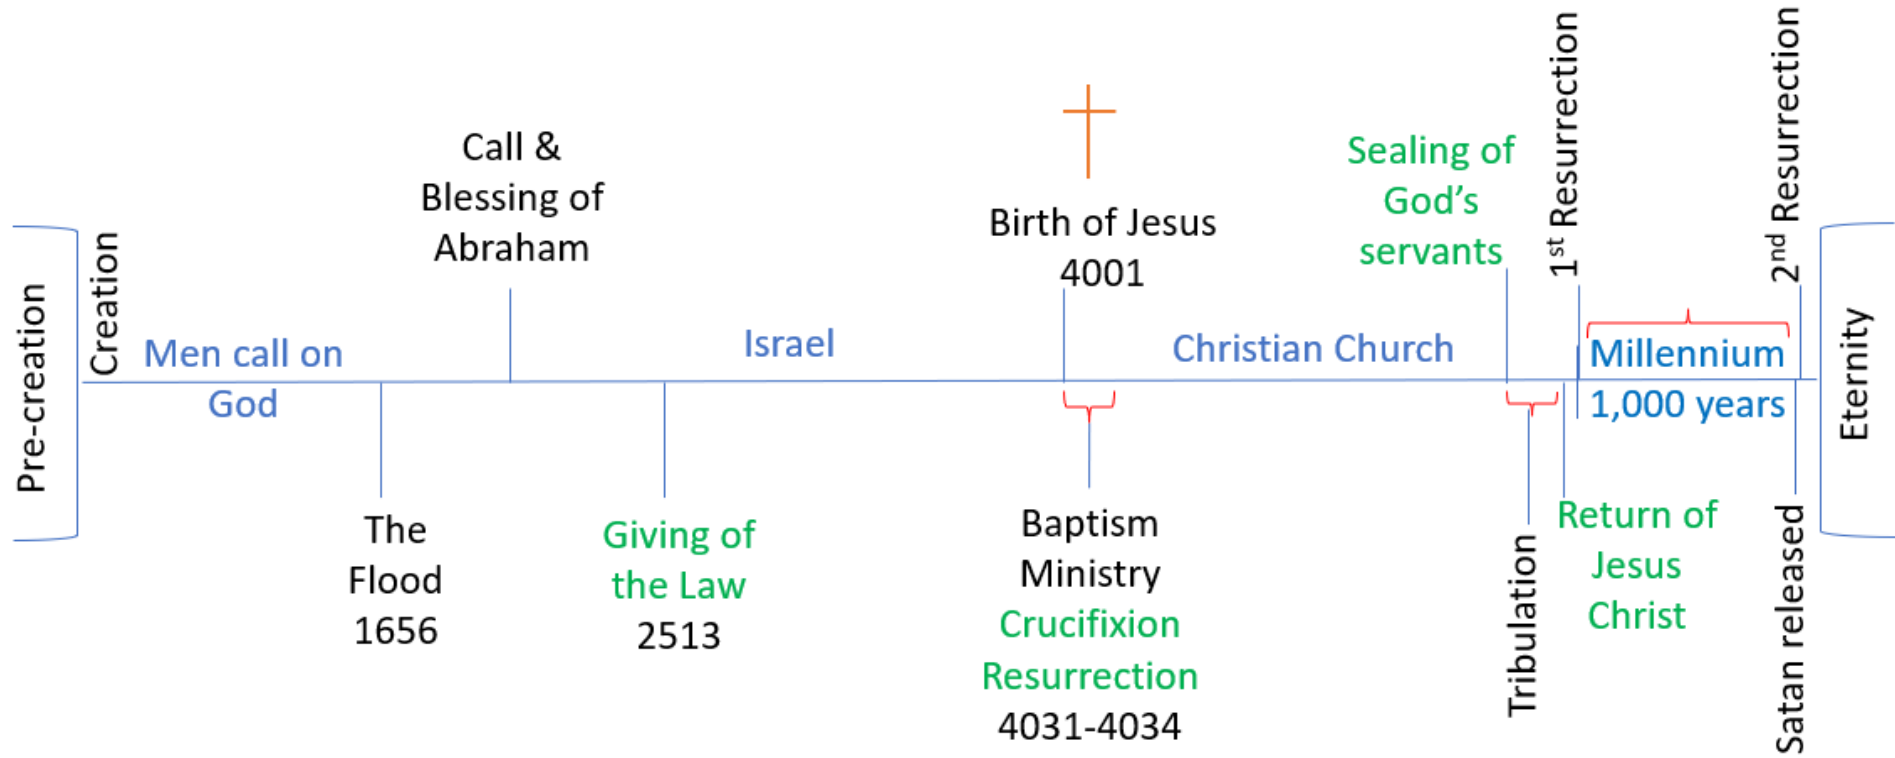 Pre-creation
Creation
Men call on
God
The
Flood
1656
Call &
Blessing of
Abraham
Israel
Giving of
the Law
2513
Birth of Jesus
4001
Baptism
Ministry
Crucifixion
Resurrection
4031-4034
Christian Church
Sealing of
God’s
servants
Tribulation
1st Resurrection
Return of
Jesus
Christ
Millennium
1,000 years
2nd Resurrection
Satan released
Eternity